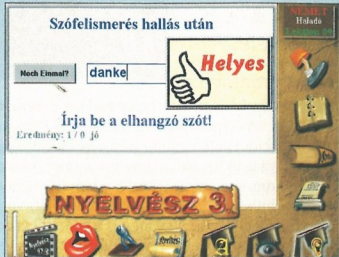 Szófelismerés hallás után
NÉMET
Haladó
Noch Einmal?
danke
Helyes
Írja be a elhangzó szót!
Eredmény: 1 / 0 jó
NYELVÉSZ 3